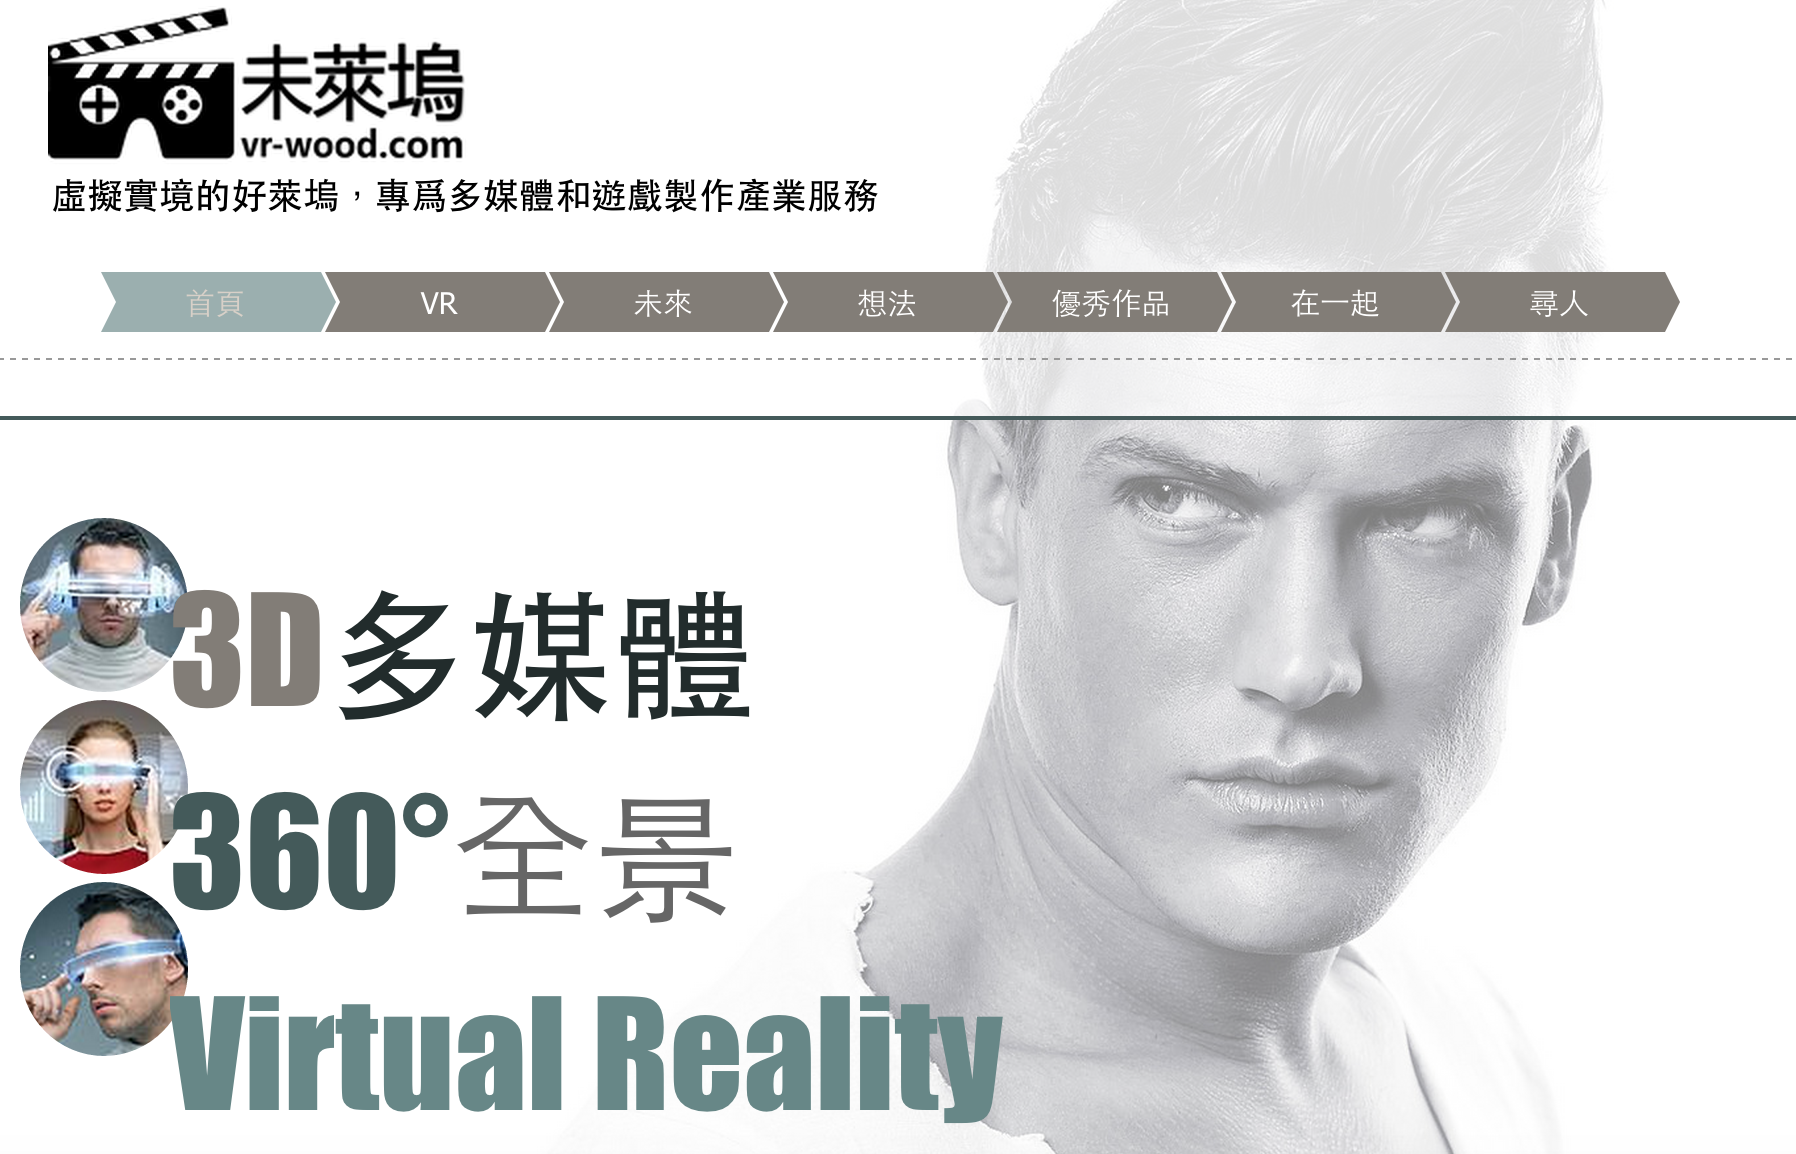 未萊塢
vr-wood.com
虛擬實境的好萊塢，專爲多媒體和遊戲製作產業服務
首頁 VR 未來 想法 優秀作品 在一起 尋人
3D多媒體
360°全景
Virtual Reality